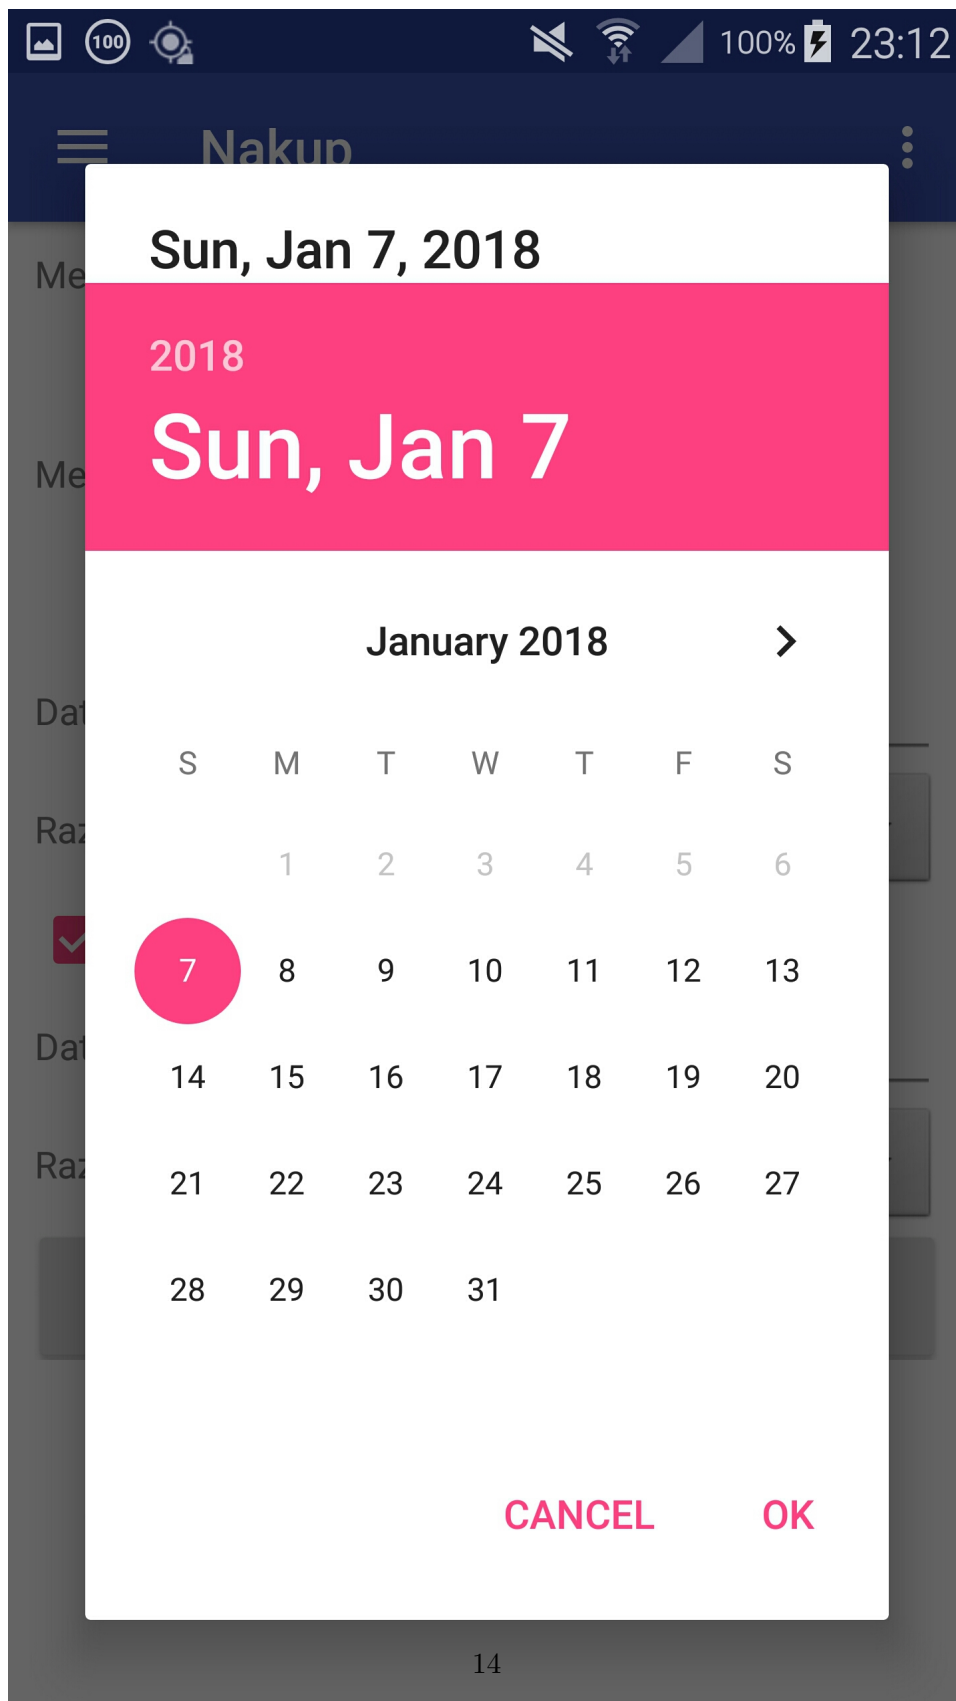 100 100% 23:12
Nakup
Sun, Jan 7, 2018
2018
Sun, Jan 7
January 2018
S M T W T F S
1 2 3 4 5 6
7 8 9 10 11 12 13
14 15 16 17 18 19 20
21 22 23 24 25 26 27
28 29 30 31
CANCEL OK
14